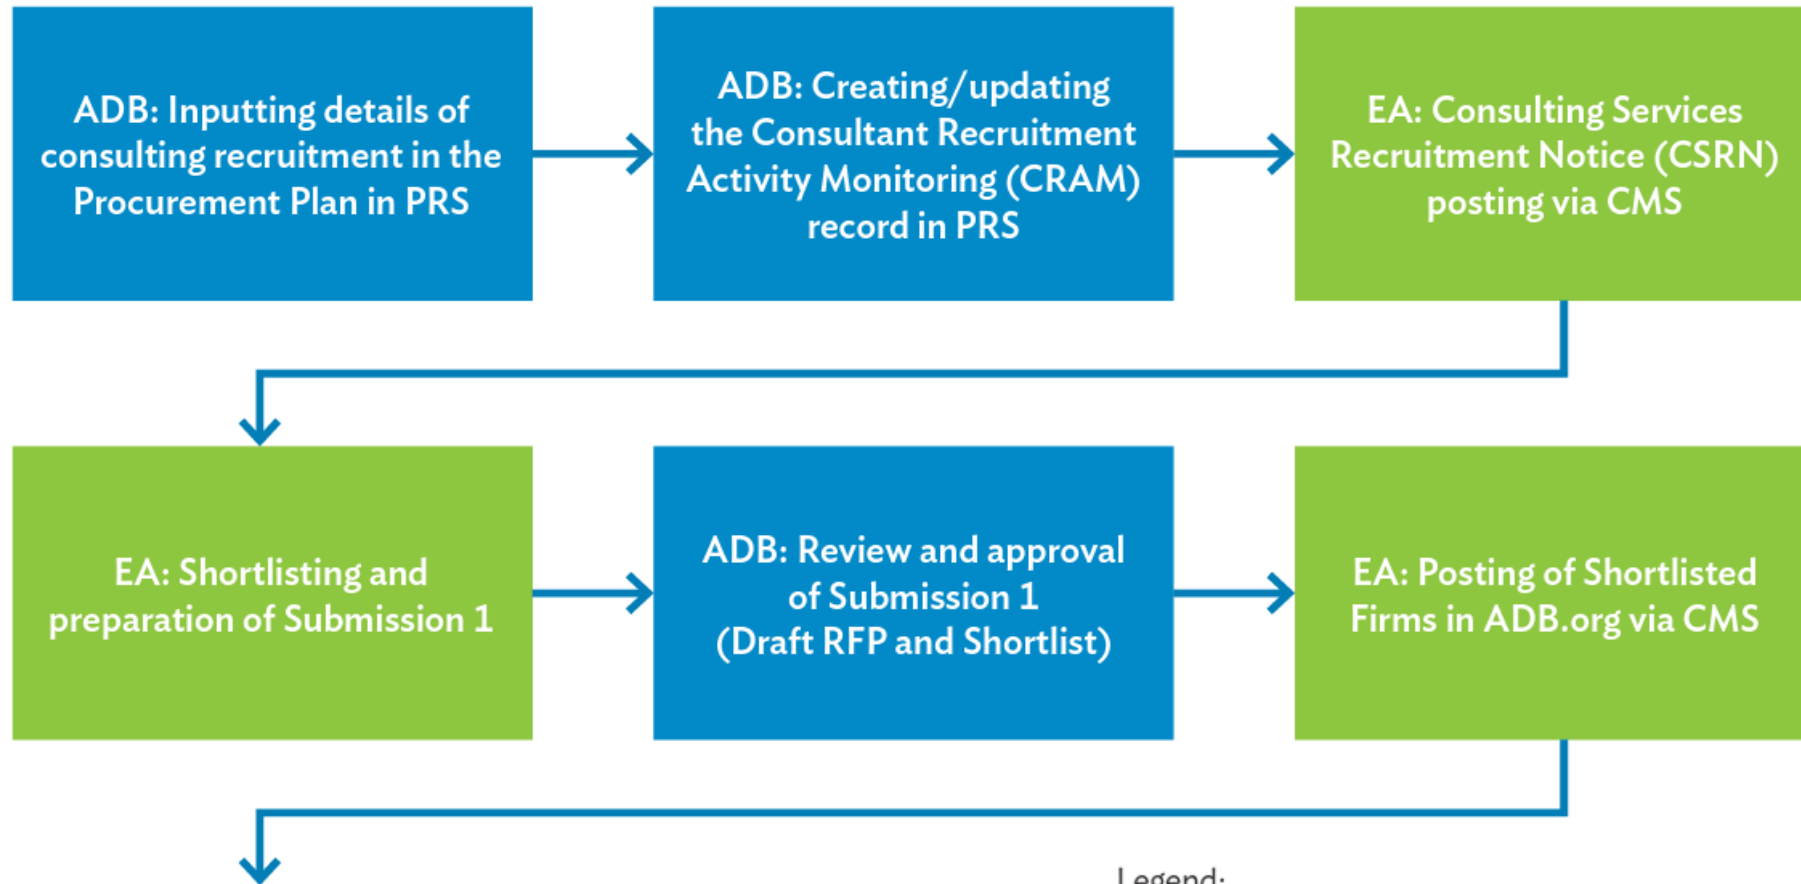 ADB: Inputting details of
consulting recruitment in the
Procurement Plan in PRS
ADB: Creating/updating
the Consultant Recruitment
Activity Monitoring (CRAM)
record in PRS
EA: Consulting Services
Recruitment Notice (CSRN)
posting via CMS
EA: Shortlisting and
preparation of Submission 1
ADB: Review and approval
of Submission 1
(Draft RFP and Shortlist)
EA: Posting of Shortlisted
Firms in ADB.org via CMS
Legend: